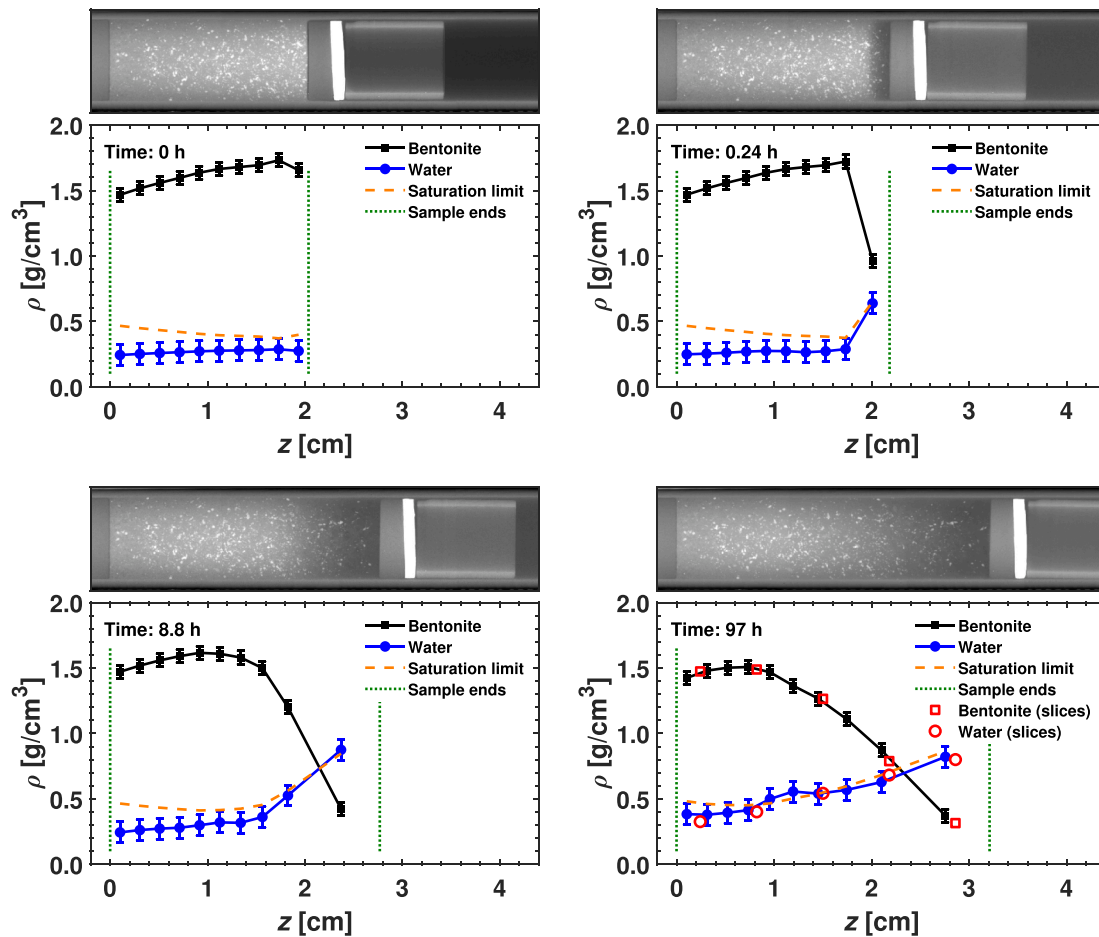 2.0
1.5
1.0
0.5
0.0
ρ [g/cm³]
Time: 0 h
Bentonite
Water
Saturation limit
Sample ends
0 1 2 3 4
z [cm]
2.0
1.5
1.0
0.5
0.0
ρ [g/cm³]
Time: 0.24 h
Bentonite
Water
Saturation limit
Sample ends
0 1 2 3 4
z [cm]
2.0
1.5
1.0
0.5
0.0
ρ [g/cm³]
Time: 8.8 h
Bentonite
Water
Saturation limit
Sample ends
0 1 2 3 4
z [cm]
2.0
1.5
1.0
0.5
0.0
ρ [g/cm³]
Time: 97 h
Bentonite
Water
Saturation limit
Sample ends
Bentonite (slices)
Water (slices)
0 1 2 3 4
z [cm]